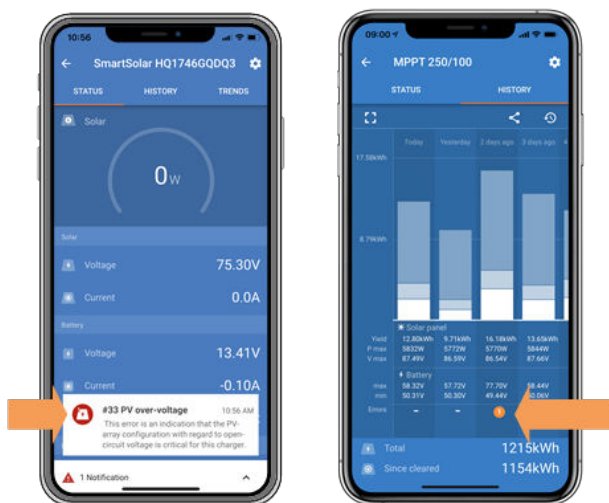 10:56
SmartSolar HQ1746GQDQ3
STATUS HISTORY TRENDS
Solar
0W
Solar
Voltage 75.30V
Current 0.0A
Battery
Voltage 13.41V
Current -0.10A
#33 PV over-voltage 10:56 AM
This error is an indication that the PV-
array configuration with regard to open-
circuit voltage is critical for this charger.
1 Notification
09:00
MPPT 250/100
STATUS HISTORY
Today Yesterday 2 days ago 3 days ago 4
17.58kWh
8.79kWh
Solar panel
Yield 12.80kWh 9.71kWh 16.18kWh 13.65kWh
P max 5832W 5772W 5770W 5844W
V max 87.49V 86.59V 86.54V 87.66V
Battery
max 58.32V 57.72V 77.70V 58.44V
min 50.31V 50.30V 49.44V
Errors – – 1
Total 1215kWh
Since cleared 1154kWh